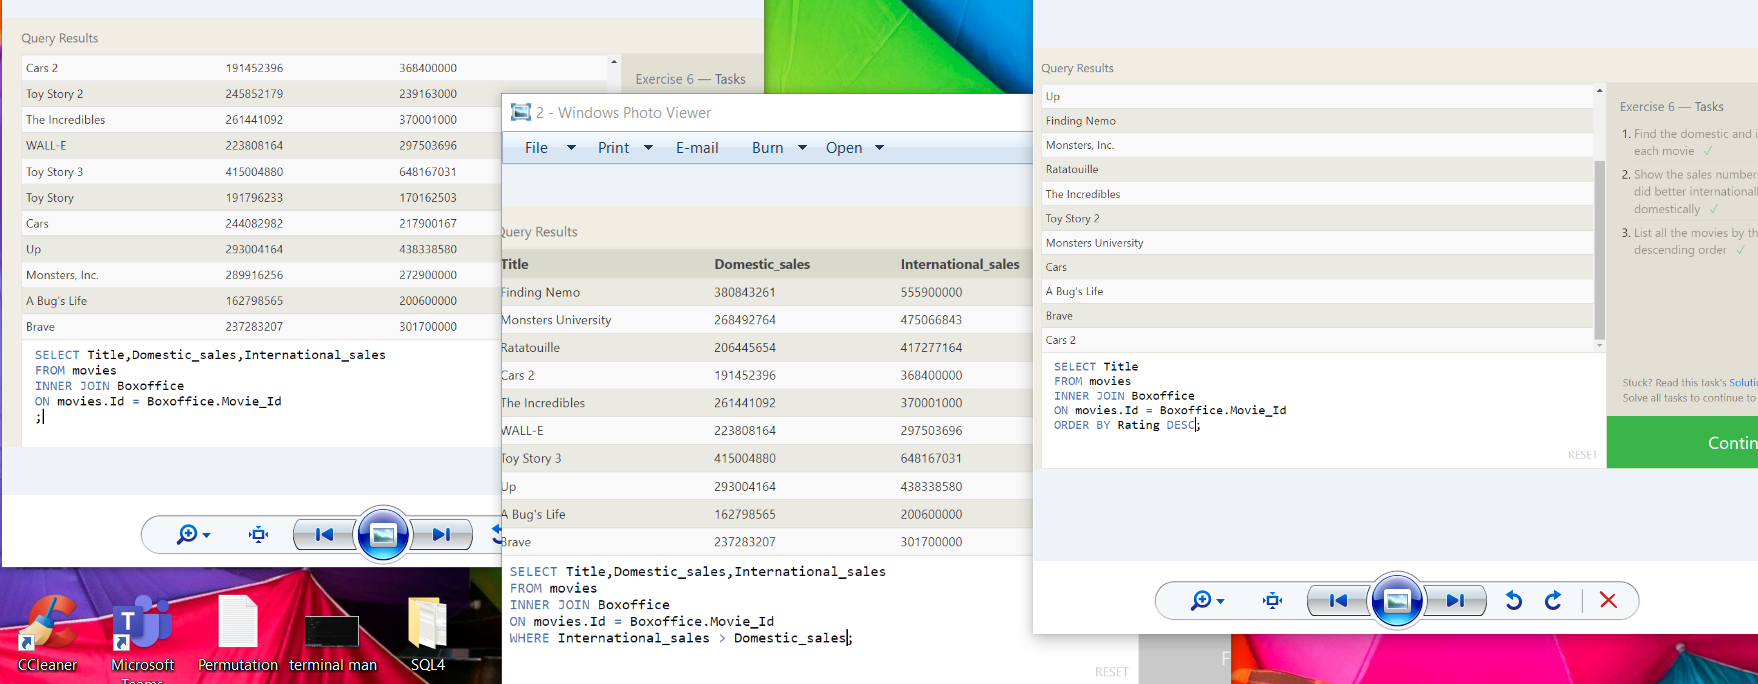 Query Results
Cars 2 191452396 368400000
Toy Story 2 245852179 239163000
The Incredibles 261441092 370001000
WALL-E 223808164 297503696
Toy Story 3 415004880 648167031
Toy Story 191796233 170162503
Cars 244082982 217900167
Up 293004164 438338580
Monsters, Inc. 289916256 272900000
A Bug's Life 162798565 200600000
Brave 237283207 301700000
SELECT Title,Domestic_sales,International_sales
FROM movies
INNER JOIN Boxoffice
ON movies.Id = Boxoffice.Movie_Id
;
Exercise 6 — Tasks
2 - Windows Photo Viewer
File Print E-mail Burn Open
Query Results
Title Domestic_sales International_sales
Finding Nemo 380843261 555900000
Monsters University 268492764 475066843
Ratatouille 206445654 417277164
Cars 2 191452396 368400000
The Incredibles 261441092 370001000
WALL-E 223808164 297503696
Toy Story 3 415004880 648167031
Up 293004164 438338580
A Bug's Life 162798565 200600000
Brave 237283207 301700000
SELECT Title,Domestic_sales,International_sales
FROM movies
INNER JOIN Boxoffice
ON movies.Id = Boxoffice.Movie_Id
WHERE International_sales > Domestic_sales;
RESET
Query Results
Up
Finding Nemo
Monsters, Inc.
Ratatouille
The Incredibles
Toy Story 2
Monsters University
Cars
A Bug's Life
Brave
Cars 2
SELECT Title
FROM movies
INNER JOIN Boxoffice
ON movies.Id = Boxoffice.Movie_Id
ORDER BY Rating DESC;
RESET
Exercise 6 — Tasks
1. Find the domestic and i
each movie ✓
2. Show the sales number
did better internationall
domestically ✓
3. List all the movies by th
descending order ✓
Stuck? Read this task's Soluti
Solve all tasks to continue to
Contin
CCleaner
Microsoft
Teams
Permutation
terminal man
SQL4